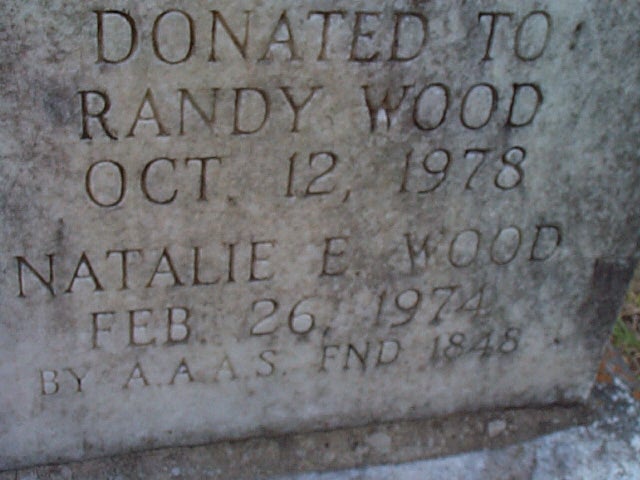 DONATED TO
RANDY WOOD
OCT. 12, 1978
NATALIE E. WOOD
FEB. 26, 1974
BY A.A.A.S. FND 1848